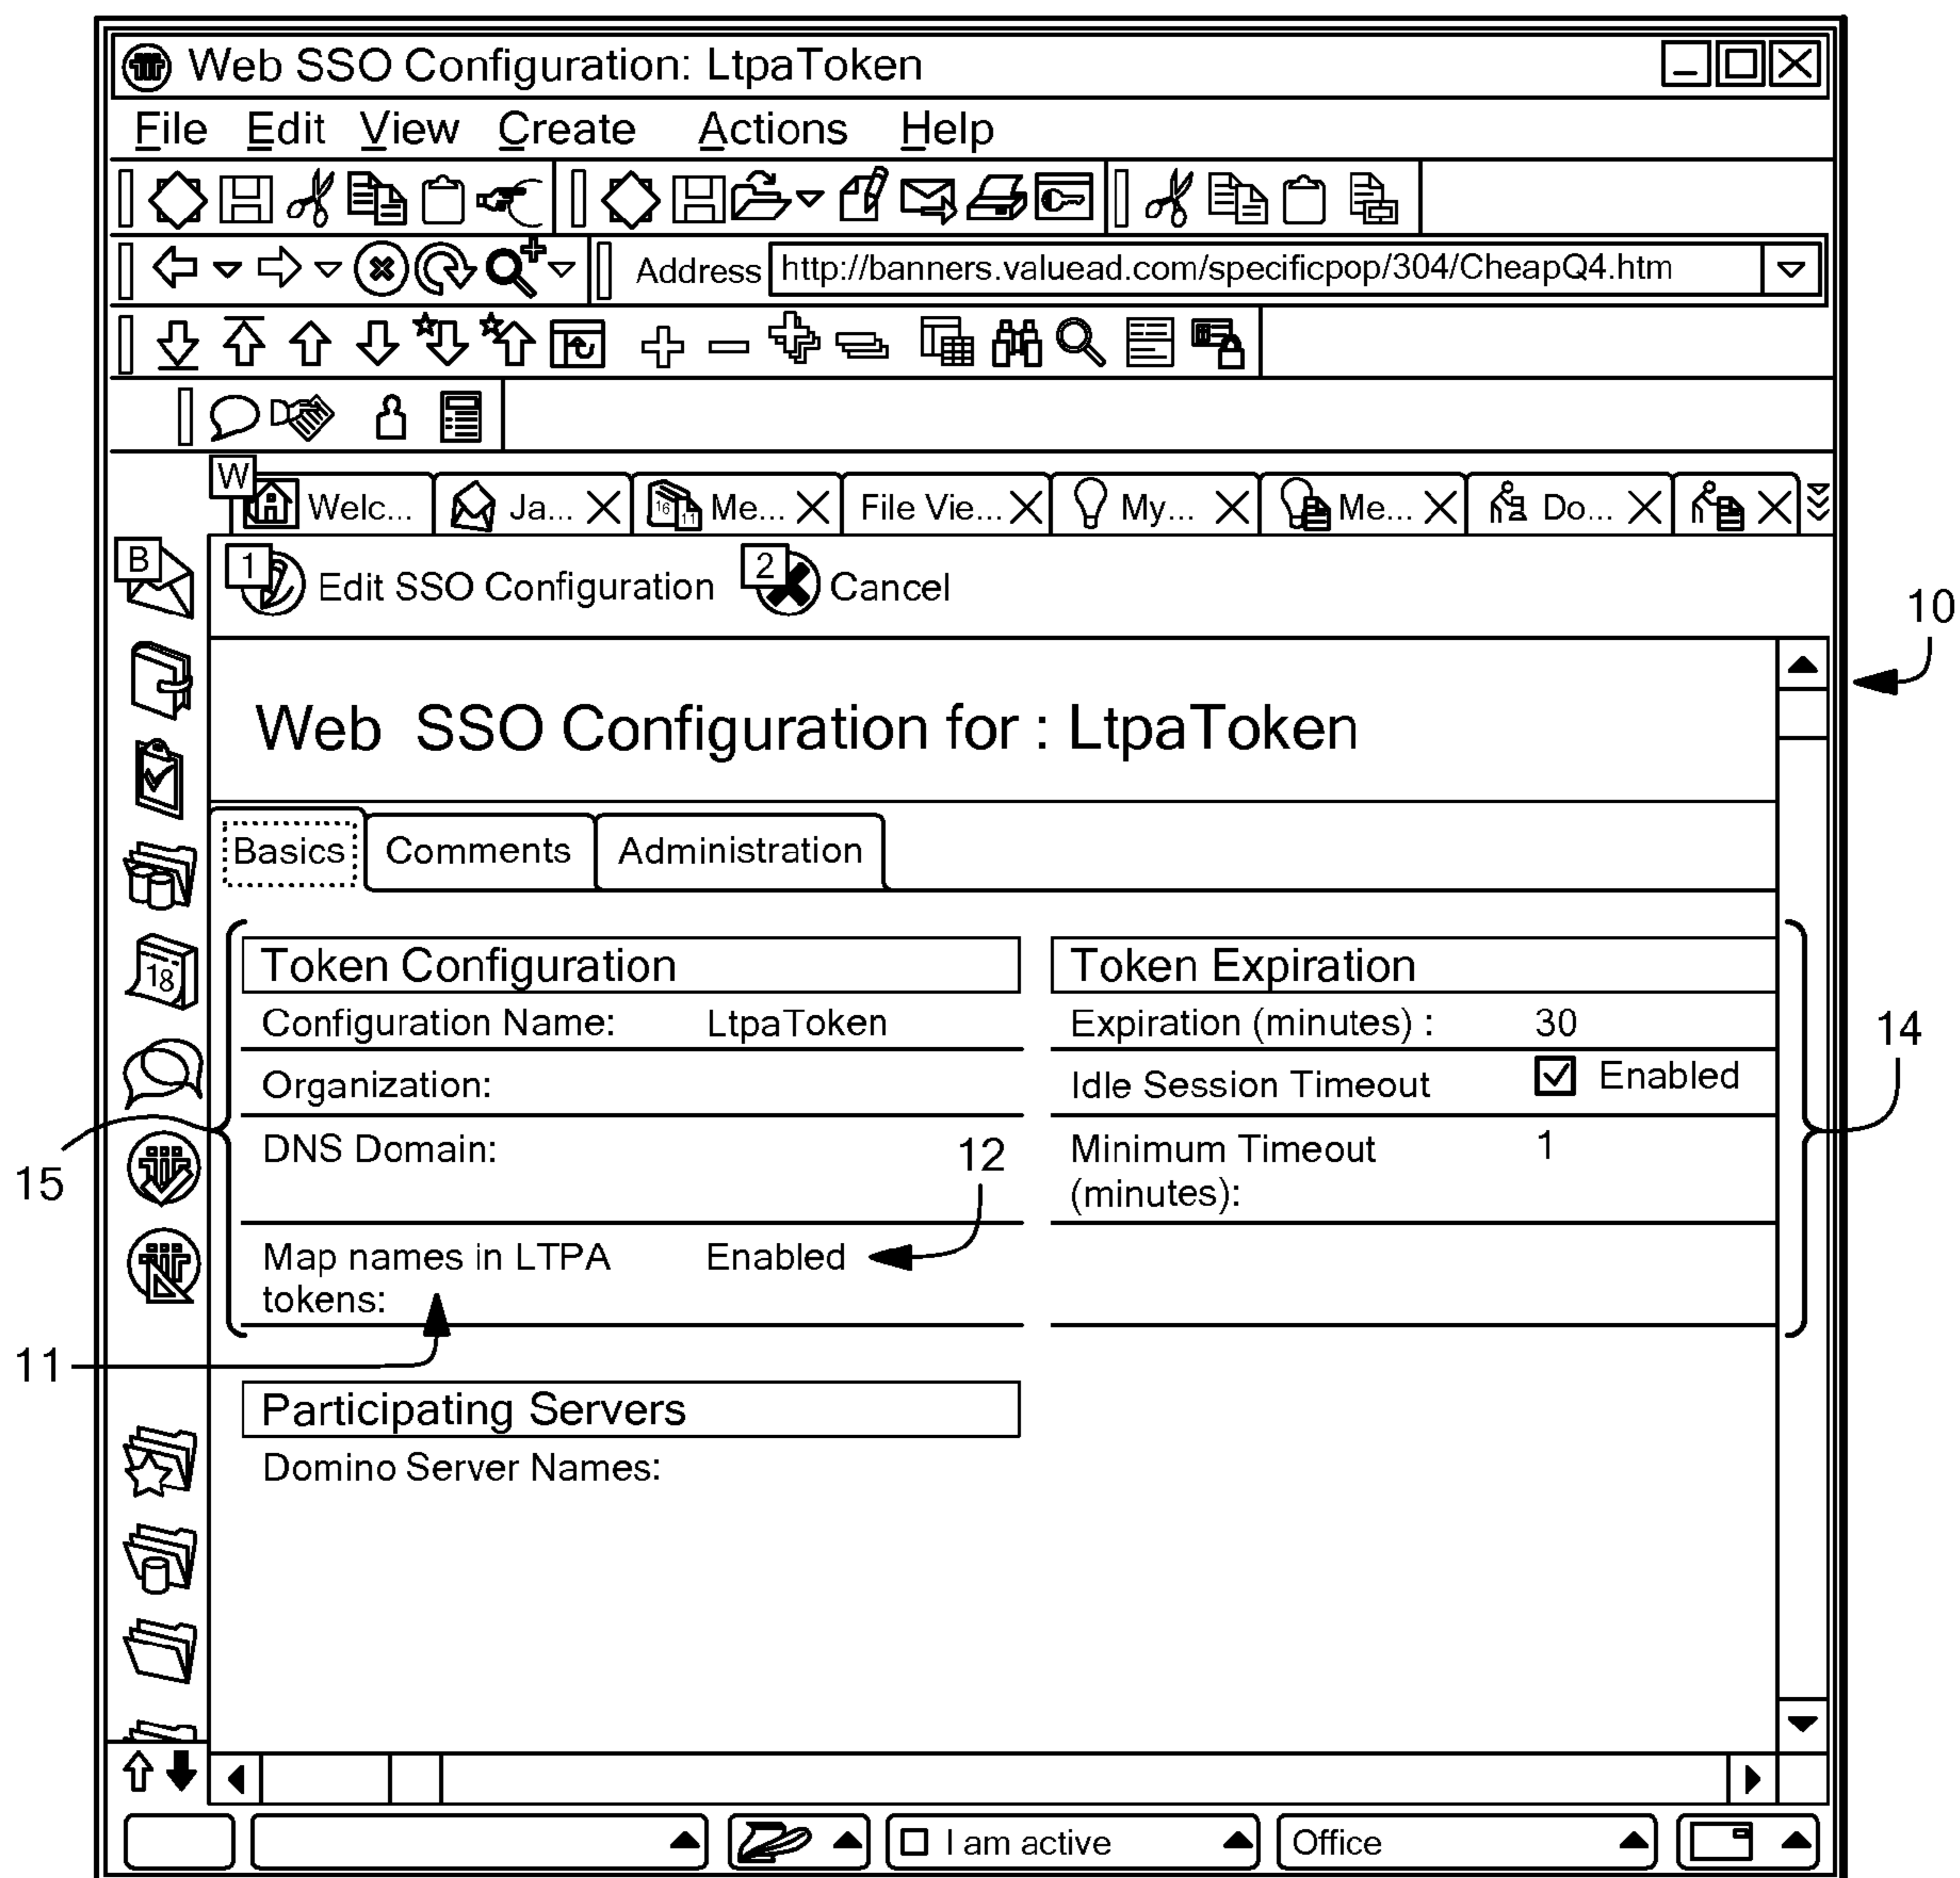 Web SSO Configuration: LtpaToken
File Edit View Create Actions Help
Address http://banners.valuead.com/specificpop/304/CheapQ4.htm
W
Welc... Ja... 16 11 Me... File Vie... My... Me... Do...
B
1 Edit SSO Configuration 2 Cancel
10
Web SSO Configuration for : LtpaToken
Basics Comments Administration
Token Configuration Token Expiration
18
Configuration Name: LtpaToken Expiration (minutes) : 30
14
Organization: Idle Session Timeout Enabled
DNS Domain: 12 Minimum Timeout 1
(minutes):
15
Map names in LTPA Enabled
tokens:
11
Participating Servers
Domino Server Names:
I am active Office